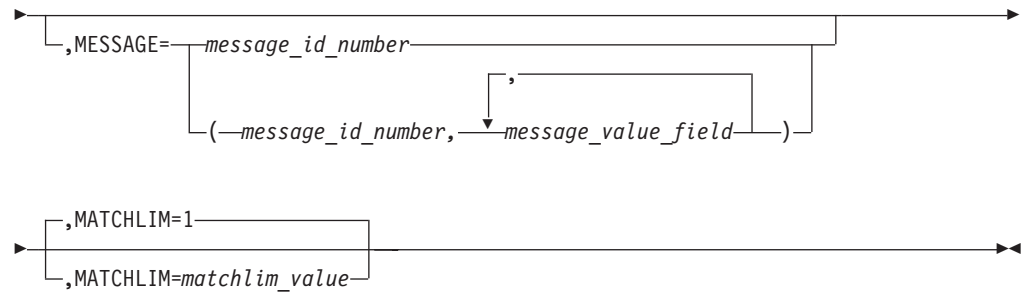 ,MESSAGE= message_id_number
,
( message_id_number, message_value_field )
,MATCHLIM=1
,MATCHLIM=matchlim_value